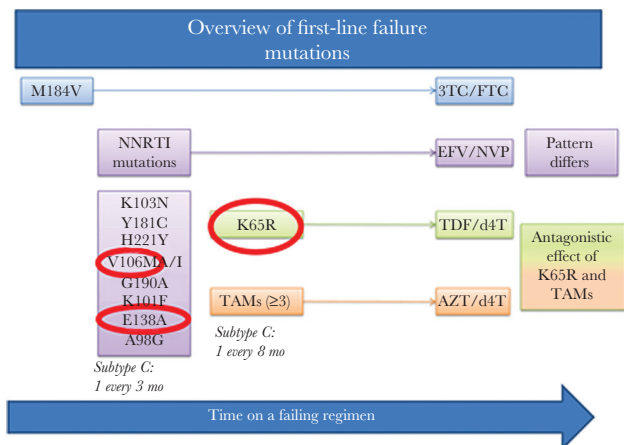 Overview of first-line failure
mutations
M184V
3TC/FTC
NNRTI
mutations
EFV/NVP
Pattern
differs
K103N
Y181C
H221Y
V106MA/I
G190A
K101E
E138A
A98G
Subtype C:
1 every 3 mo
K65R
TDF/d4T
TAMs (≥3)
AZT/d4T
Subtype C:
1 every 8 mo
Antagonistic
effect of
K65R and
TAMs
Time on a failing regimen